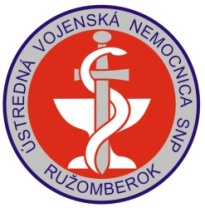 ÚSTREDNÁ VOJENSKÁ NEMOCNICA SNP
RUŽOMBEROK